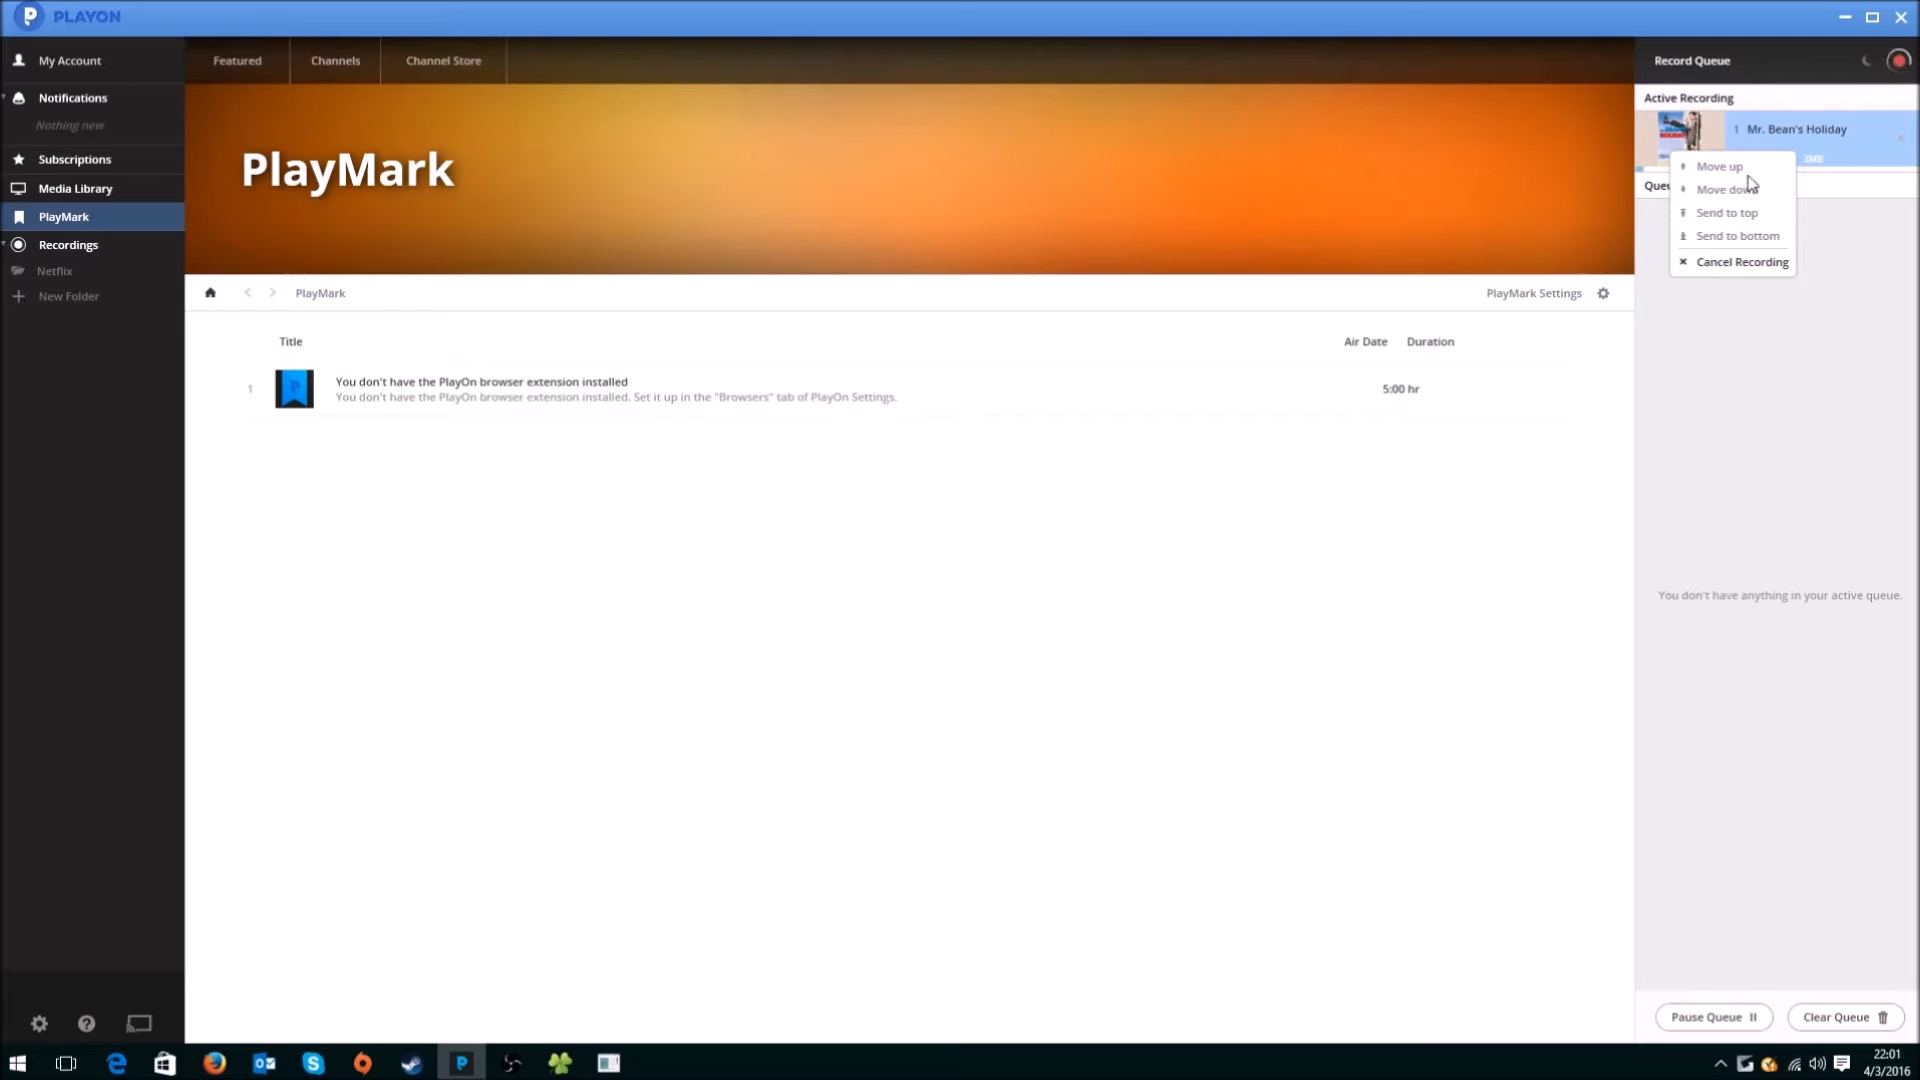 PLAYON
My Account
Notifications
Nothing new
Subscriptions
Media Library
PlayMark
Recordings
Netflix
New Folder
Featured
Channels
Channel Store
PlayMark
PlayMark
PlayMark Settings
Title
Air Date
Duration
1
You don't have the PlayOn browser extension installed
You don't have the PlayOn browser extension installed. Set it up in the "Browsers" tab of PlayOn Settings.
5:00 hr
Record Queue
Active Recording
1 Mr. Bean's Holiday
Move up
Move down
Send to top
Send to bottom
Cancel Recording
You don't have anything in your active queue.
Pause Queue
Clear Queue
22:01
4/3/2016